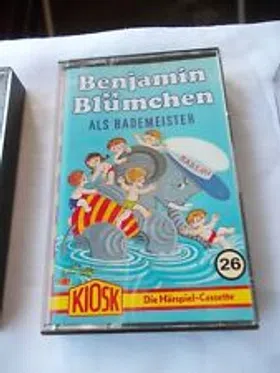 Benjamin
Blümchen
ALS BADEMEISTER
26
KIOSK
Die Hörspiel-Cassette